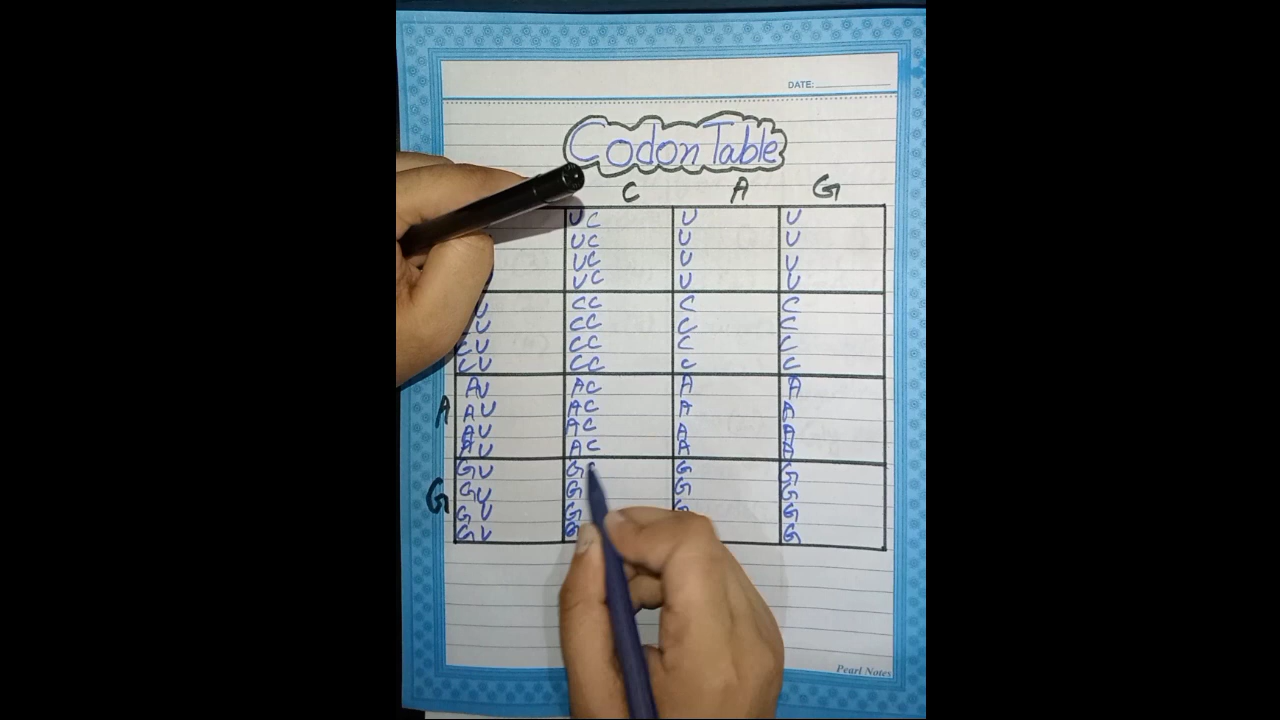 DATE:
Codon Table
C A G
UC U U
UC U U
UC U U
UC U U
U CC C C
U CC C C
CU CC C C
CU CC C C
AU AC A A
A AU AC A A
AU AC A A
AU AC A A
GU G G G
G GU G G G
GU G G
GU G G
Pearl Notes